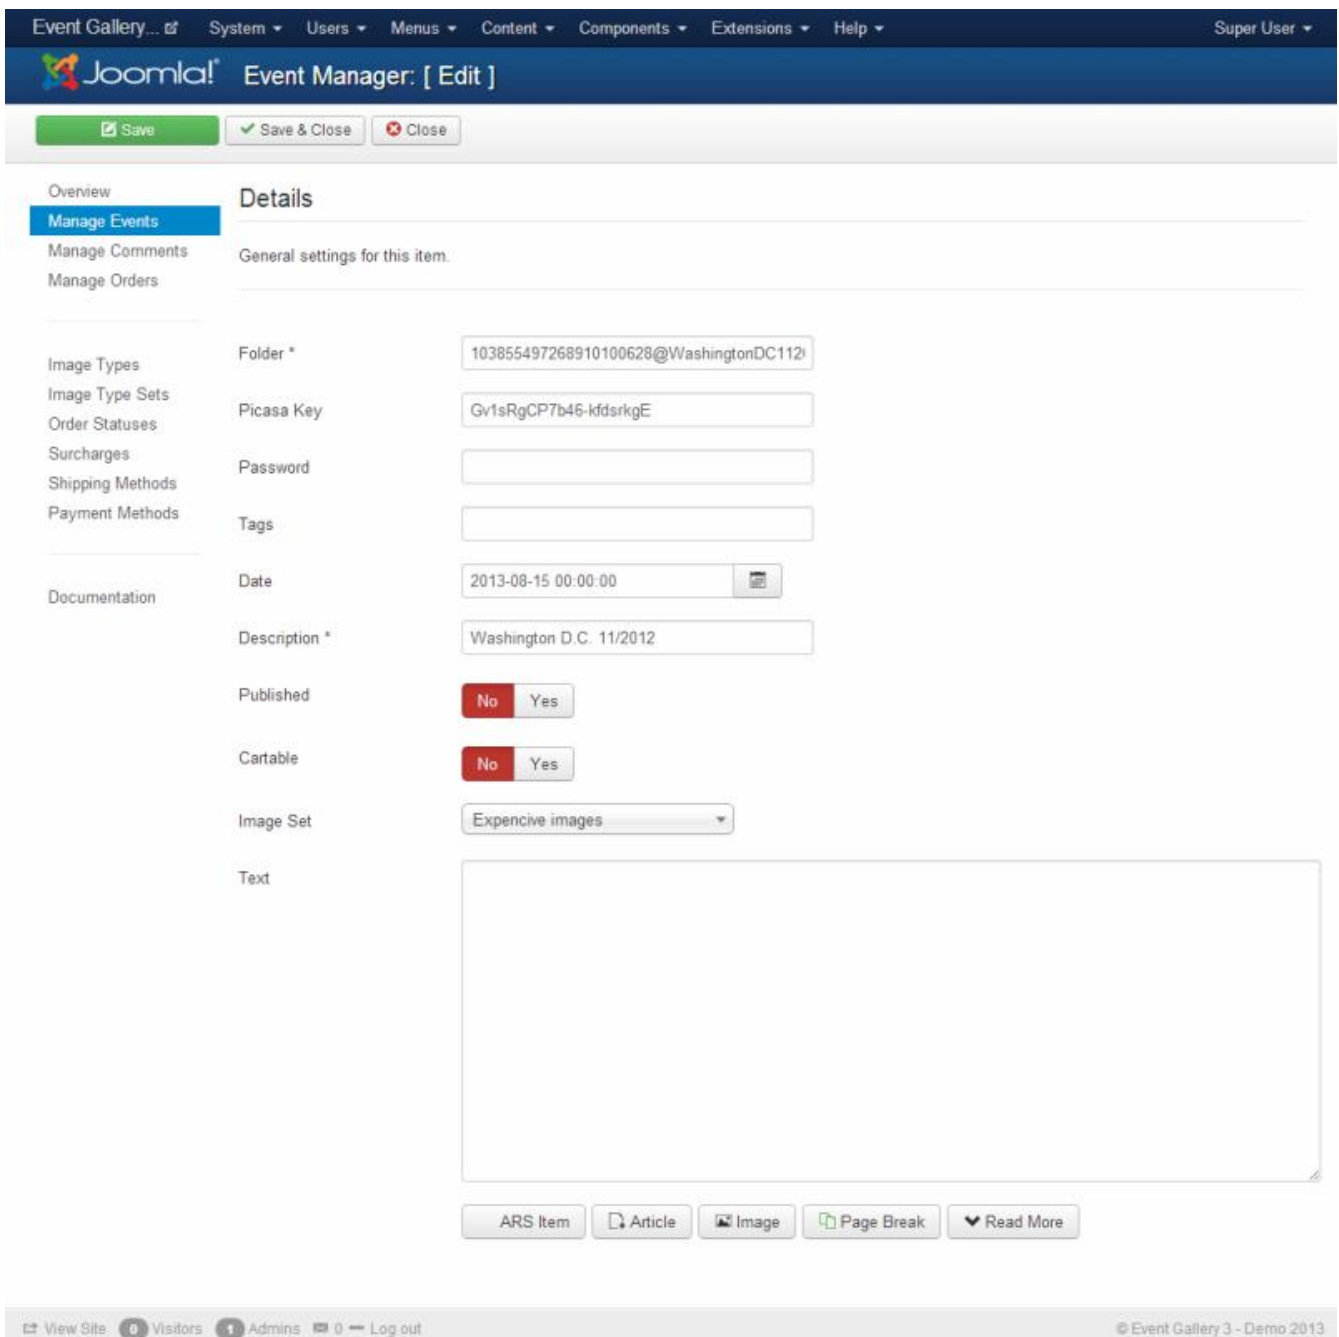 Event Gallery... System Users Menus Content Components Extensions Help Super User
Joomla! Event Manager: [ Edit ]
Save Save & Close Close
Overview
Manage Events
Manage Comments
Manage Orders
Image Types
Image Type Sets
Order Statuses
Surcharges
Shipping Methods
Payment Methods
Documentation
Details
General settings for this item.
Folder * 103855497268910100628@WashingtonDC112
Picasa Key Gv1sRgCP7b46-kfdsrkgE
Password
Tags
Date 2013-08-15 00:00:00
Description * Washington D.C. 11/2012
Published No Yes
Cartable No Yes
Image Set Expencive images
Text
ARS Item Article Image Page Break Read More
View Site 0 Visitors 1 Admins 0 Log out © Event Gallery 3 - Demo 2013